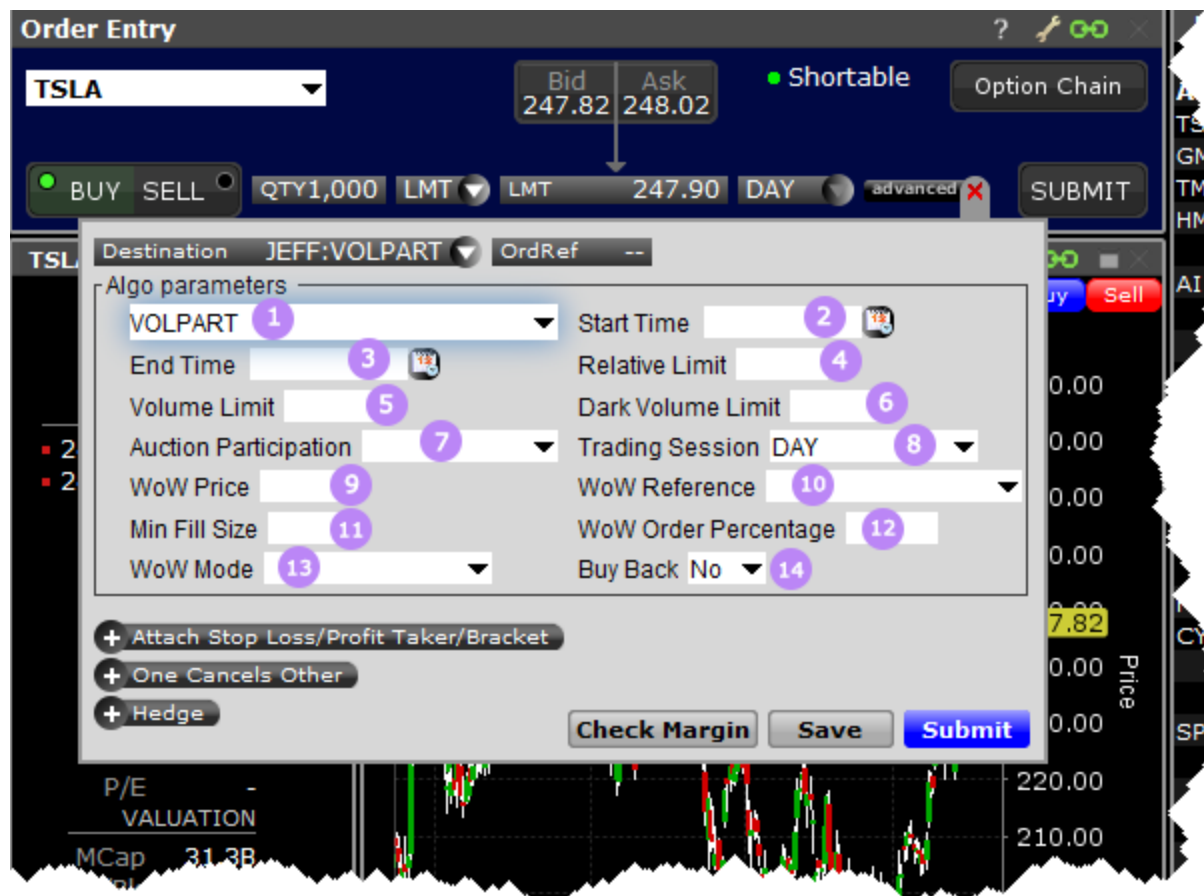 Order Entry ?
TSLA Bid Ask Shortable Option Chain
247.82 248.02
BUY SELL QTY1,000 LMT LMT 247.90 DAY advanced SUBMIT
Destination JEFF:VOLPART OrdRef --
TSL
Algo parameters
Sell
VOLPART 1 Start Time 2
End Time 3 Relative Limit 4
0.00
Volume Limit 5 Dark Volume Limit 6
Auction Participation 7 Trading Session DAY 8
0.00
WoW Price 9 WoW Reference 10
0.00
Min Fill Size 11 WoW Order Percentage 12
WoW Mode 13 Buy Back No 14
0.00
7.82
Attach Stop Loss/Profit Taker/Bracket
One Cancels Other
0.00 Price
Hedge
Check Margin Save Submit 0.00
P/E - 220.00
VALUATION
210.00
MCap 31.3B